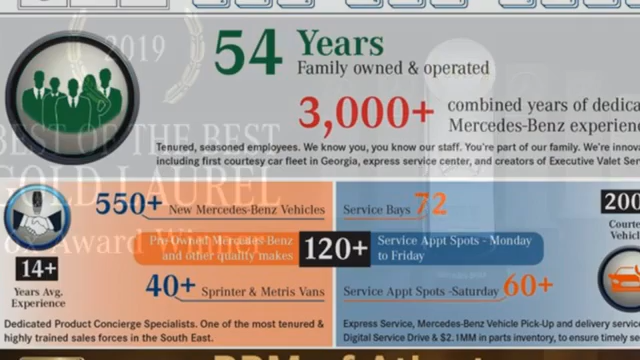 2019
54 Years
Family owned & operated
3,000+ combined years of dedica
Mercedes-Benz experienc
BEST OF THE BEST
Tenured, seasoned employees. We know you, you know our staff. You're part of our family. We're innova
including first courtesy car fleet in Georgia, express service center, and creators of Executive Valet Ser
GOLD LAUREL
550+ New Mercedes-Benz Vehicles
Service Bays 72
200
Courte
Vehicl
Award W
Pre-Owned Mercedes-Benz
and other quality makes
120+
Service Appt Spots - Monday
to Friday
14+
Years Avg.
Experience
40+ Sprinter & Metris Vans
Service Appt Spots -Saturday 60+
Dedicated Product Concierge Specialists. One of the most tenured &
highly trained sales forces in the South East.
Express Service, Mercedes-Benz Vehicle Pick-Up and delivery service
Digital Service Drive & $2.1MM in parts inventory, to ensure timely se